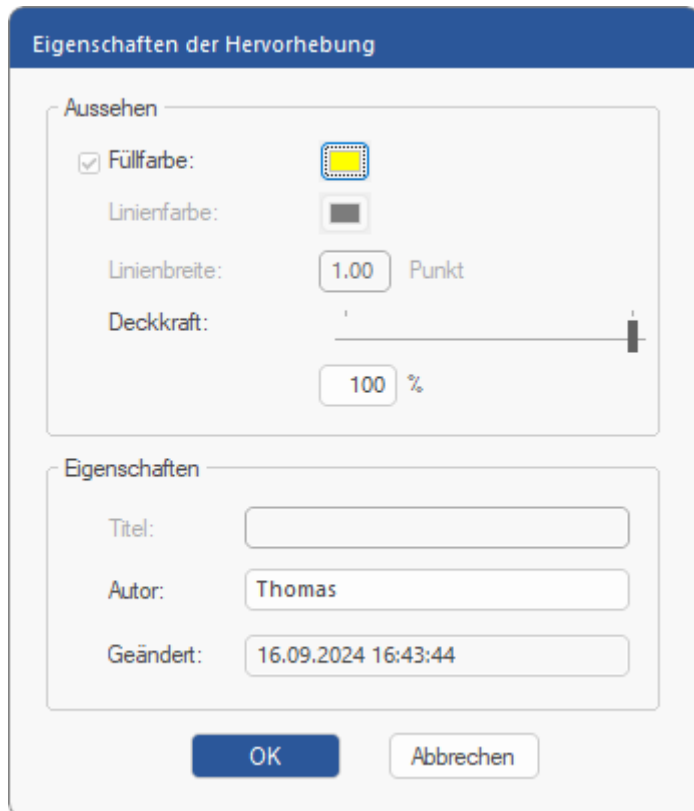 Eigenschaften der Hervorhebung
Aussehen
Füllfarbe:
Linienfarbe:
Linienbreite: 1.00 Punkt
Deckkraft:
100 %
Eigenschaften
Titel:
Autor: Thomas
Geändert: 16.09.2024 16:43:44
OK Abbrechen